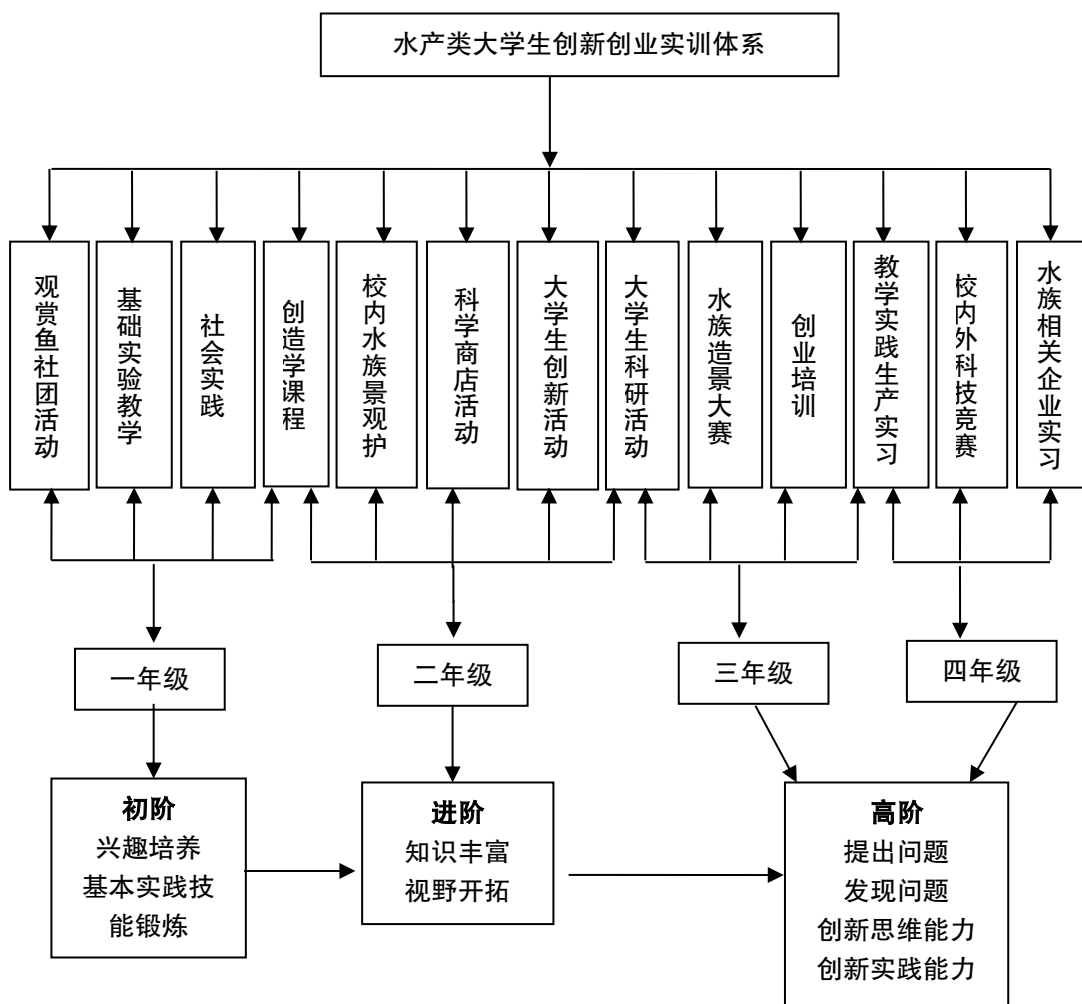 水产类大学生创新创业实训体系
观赏鱼社团活动
基础实验教学
社会实践
创造学课程
校内水族景观护
科学商店活动
大学生创新活动
大学生科研活动
水族造景大赛
创业培训
教学实践生产实习
校内外科技竞赛
水族相关企业实习
一年级
二年级
三年级
四年级
初阶
兴趣培养
基本实践技
能锻炼
进阶
知识丰富
视野开拓
高阶
提出问题
发现问题
创新思维能力
创新实践能力